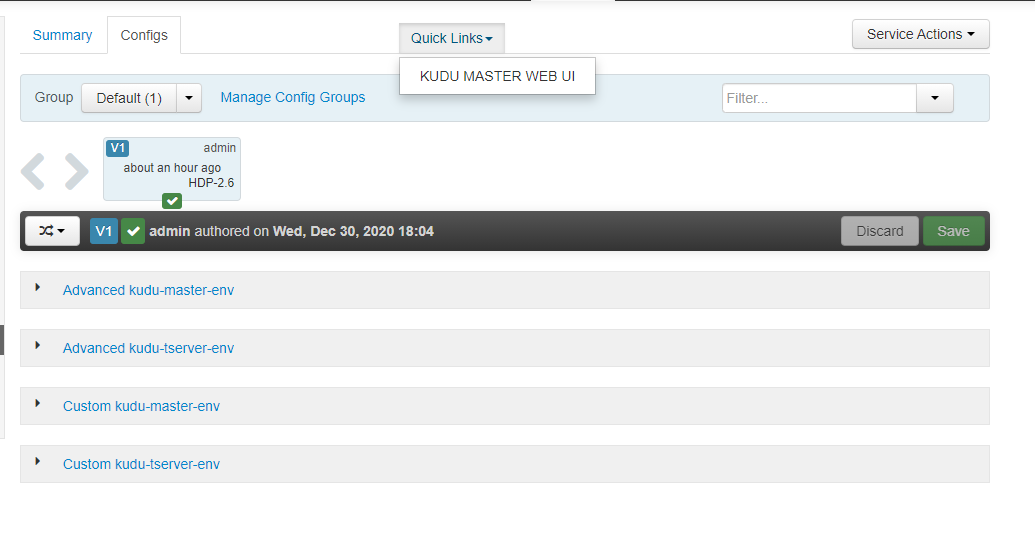 Summary Configs Quick Links Service Actions
KUDU MASTER WEB UI
Group Default (1) Manage Config Groups Filter...
V1 admin
about an hour ago
HDP-2.6
V1 admin authored on Wed, Dec 30, 2020 18:04 Discard Save
Advanced kudu-master-env
Advanced kudu-tserver-env
Custom kudu-master-env
Custom kudu-tserver-env